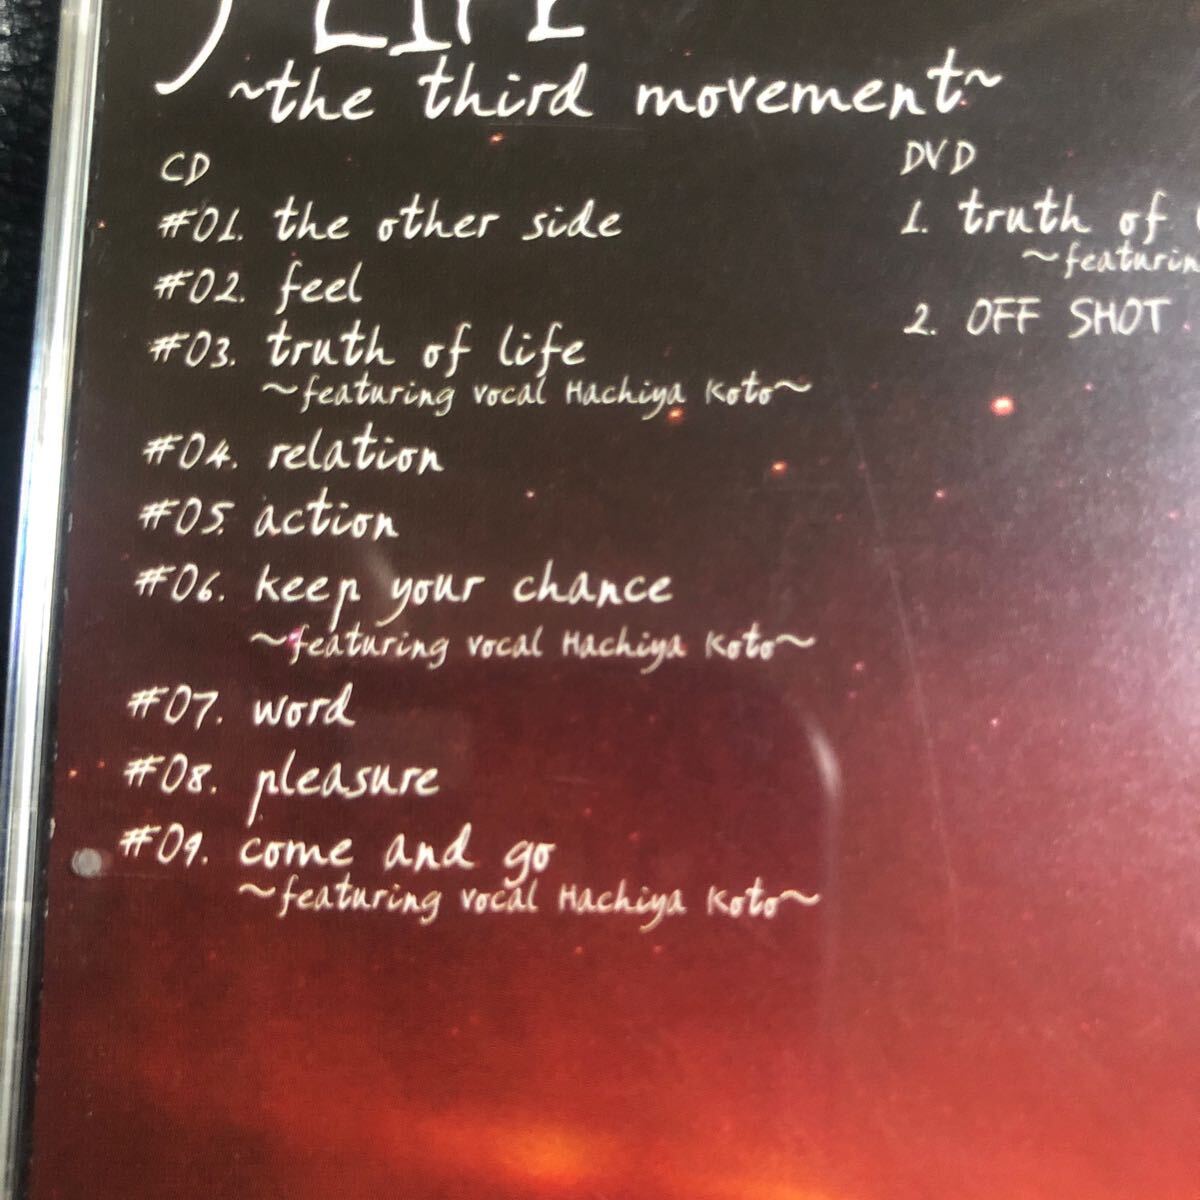 LIFE
~the third movement~
CD
#01. the other side
#02. feel
#03. truth of life
~featuring vocal Hachiya Koto~
#04. relation
#05. action
#06. keep your chance
~featuring vocal Hachiya Koto~
#07. word
#08. pleasure
#09. come and go
~featuring vocal Hachiya Koto~
DVD
1. truth of
~featurin
2. OFF SHOT